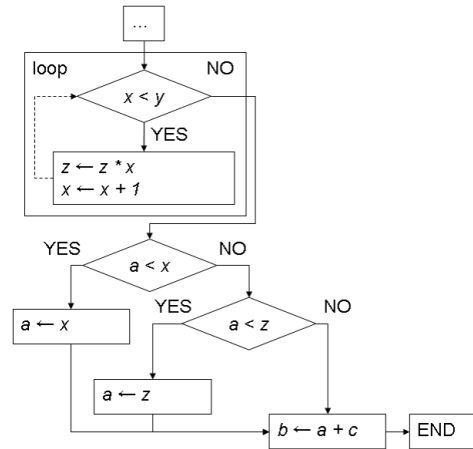 ...
loop
NO
x < y
YES
z ← z * x
x ← x + 1
YES
NO
a < x
YES
NO
a ← x
a < z
a ← z
b ← a + c
END